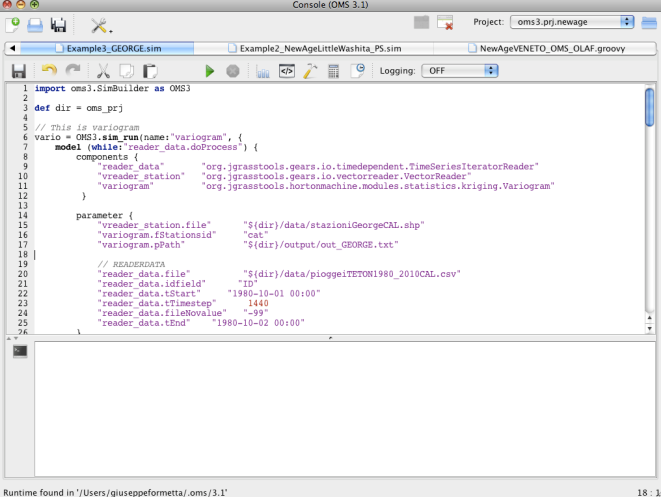 Console (OMS 3.1)
Project: oms3.prj.newage
Example3_GEORGE.sim Example2_NewAgeLittleWashita_PS.sim NewAgeVENETO_OMS_OLAF.groovy
Logging: OFF
1 import oms3.SimBuilder as OMS3
2
3 def dir = oms_prj
4
5 // This is variogram
6 vario = OMS3.sim_run(name:"variogram", {
7 model (while:"reader_data.doProcess") {
8 components {
9 "reader_data" "org.jgrasstools.gears.io.timedependent.TimeSeriesIteratorReader"
10 "vreader_station" "org.jgrasstools.gears.io.vectorreader.VectorReader"
11 "variogram" "org.jgrasstools.hortonmachine.modules.statistics.kriging.Variogram"
12 }
13
14 parameter {
15 "vreader_station.file" "${dir}/data/stazioniGeorgeCAL.shp"
16 "variogram.fStationsid" "cat"
17 "variogram.pPath" "${dir}/output/out_GEORGE.txt"
18
19 // READERDATA
20 "reader_data.file" "${dir}/data/pioggeiTETON1980_2010CAL.csv"
21 "reader_data.idfield" "ID"
22 "reader_data.tStart" "1980-10-01 00:00"
23 "reader_data.tTimestep" 1440
24 "reader_data.fileNovalue" "-99"
25 "reader_data.tEnd" "1980-10-02 00:00"
26 }
Runtime found in '/Users/giuseppeformetta/.oms/3.1' 18 : 1